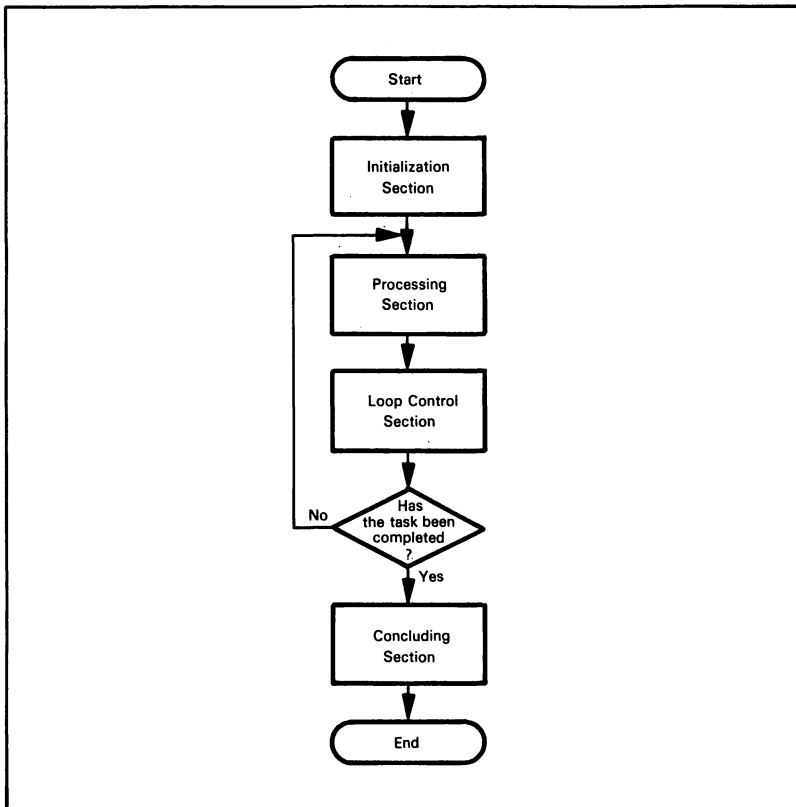 Start
Initialization
Section
Processing
Section
Loop Control
Section
Has
the task been
completed
?
No
Yes
Concluding
Section
End